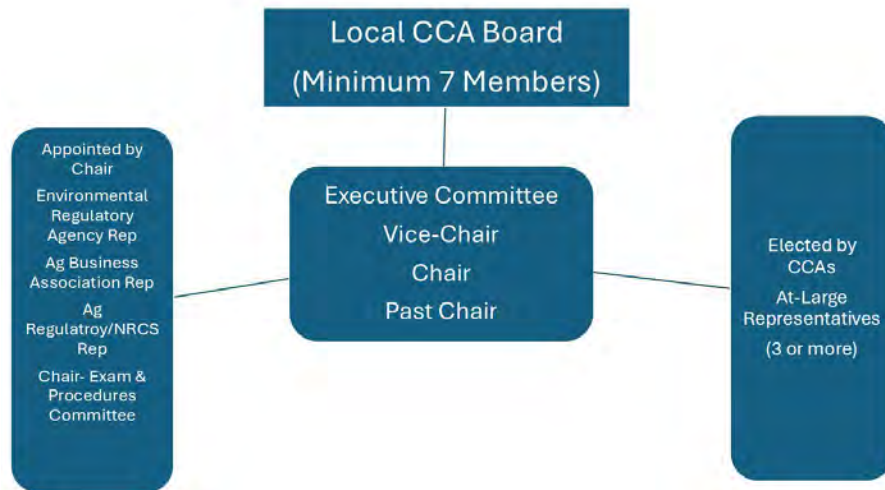 Local CCA Board
(Minimum 7 Members)
Appointed by
Chair
Environmental
Regulatory
Agency Rep
Ag Business
Association Rep
Ag
Regulatroy/NRCS
Rep
Chair- Exam &
Procedures
Committee
Executive Committee
Vice-Chair
Chair
Past Chair
Elected by
CCAs
At-Large
Representatives
(3 or more)